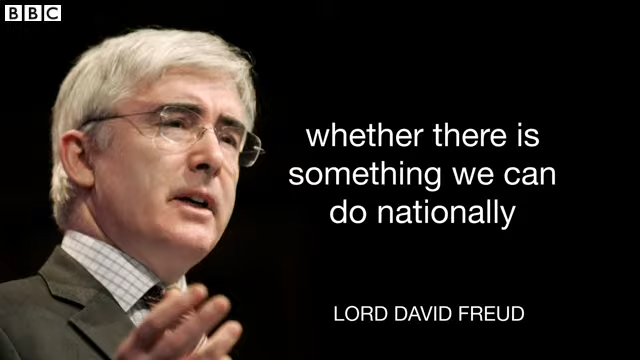 BBC
whether there is
something we can
do nationally
LORD DAVID FREUD